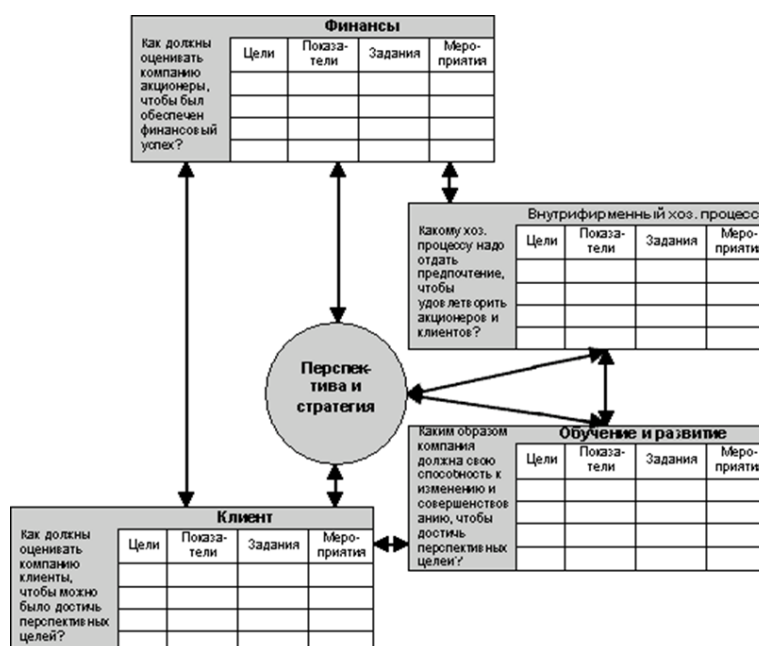 Финансы
Как должны
оценивать
компанию
акционеры,
чтобы был
обеспечен
финансовый
успех?
Цели
Показа-
тели
Задания
Меро-
приятия
Внутрифирменный хоз. процесс
Какому хоз.
процессу надо
отдать
предпочтение,
чтобы
удовлетворить
акционеров и
клиентов?
Цели
Показа-
тели
Задания
Меро-
приятия
Перспек-
тива и
стратегия
Обучение и развитие
Каким образом
компания
должна свою
способность к
изменению и
совершенствов
анию, чтобы
достичь
перспективных
целей?
Цели
Показа-
тели
Задания
Меро-
приятия
Клиент
Как должны
оценивать
компанию
клиенты,
чтобы можно
было достичь
перспективных
целей?
Цели
Показа-
тели
Задания
Меро-
приятия